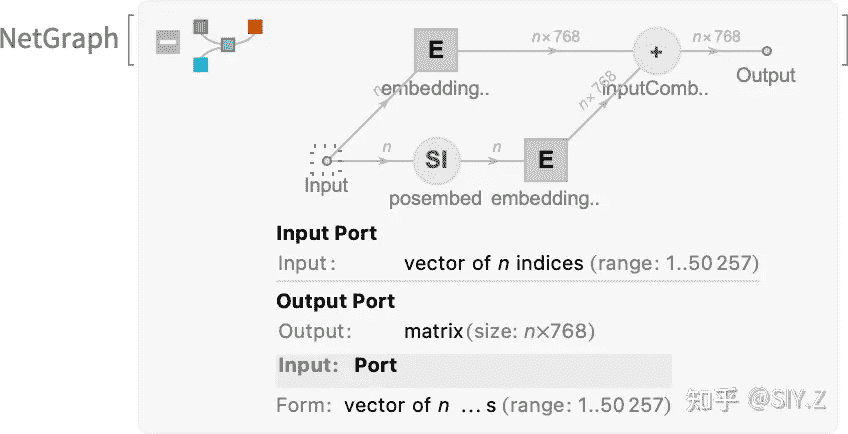 NetGraph
E
n×768
+
n×768
Output
embedding..
n
n×768
inputComb..
Input
n
SI
n
E
posembed
embedding..
Input Port
Input: vector of n indices (range: 1..50 257)
Output Port
Output: matrix (size: n×768)
Input: Port
Form: vector of n ...s (range: 1..50 257)
知乎 @SIY.Z